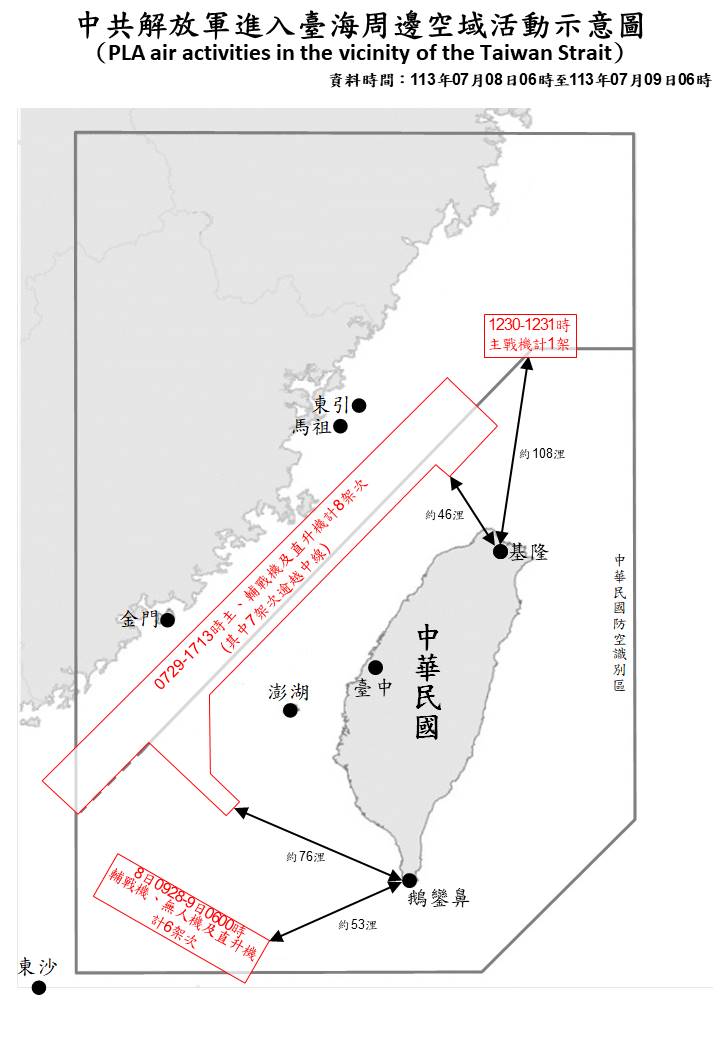 中共解放軍進入臺海周邊空域活動示意圖
（PLA air activities in the vicinity of the Taiwan Strait）
資料時間：113年07月08日06時至113年07月09日06時
1230-1231時
主戰機計1架
東引
馬祖
約108浬
約46浬
基隆
0729-1713時主、輔戰機及直升機計8架次
(其中7架次逾越中線)
中華民國防空識別區
金門
中華民國
臺中
澎湖
約76浬
鵝鑾鼻
8日0928-9日0600時
輔戰機、無人機及直升機
計6架次
約53浬
東沙